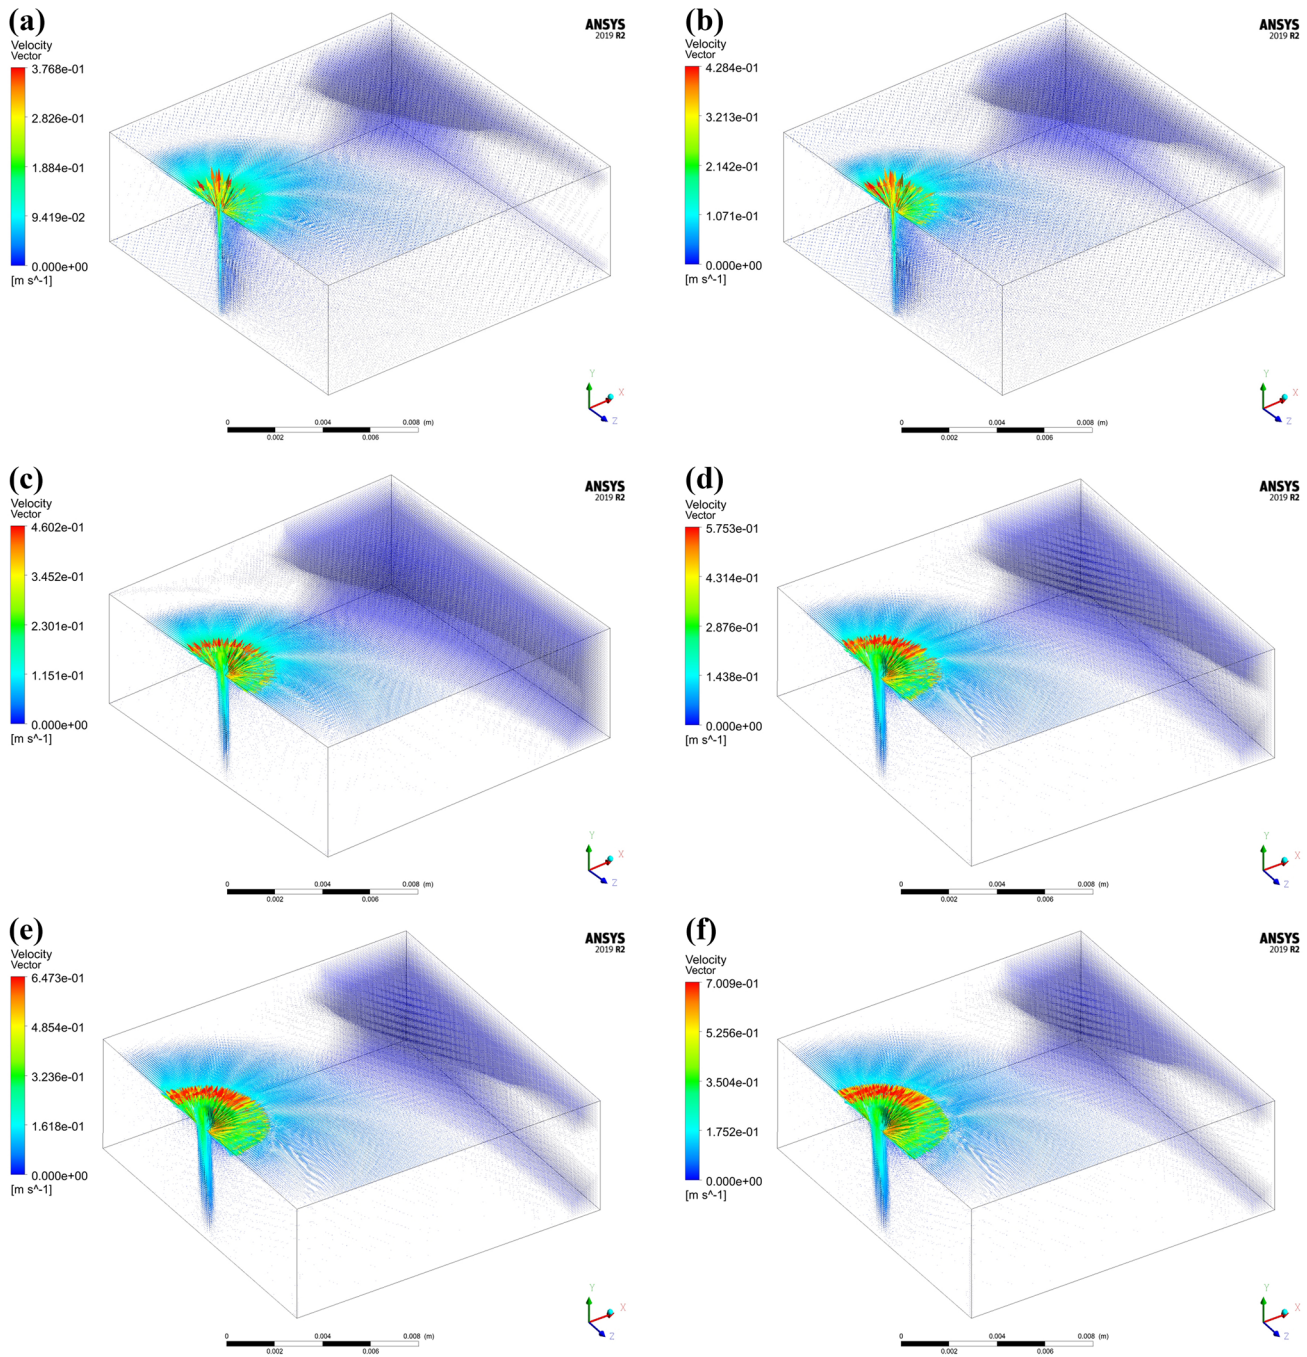 (a)
ANSYS
2019 R2
Velocity
Vector
3.768e-01
2.826e-01
1.884e-01
9.419e-02
0.000e+00
[m s^-1]
Y
X
Z
0 0.004 0.008 (m)
0.002 0.006
(b)
ANSYS
2019 R2
Velocity
Vector
4.284e-01
3.213e-01
2.142e-01
1.071e-01
0.000e+00
[m s^-1]
Y
X
Z
0 0.004 0.008 (m)
0.002 0.006
(c)
ANSYS
2019 R2
Velocity
Vector
4.602e-01
3.452e-01
2.301e-01
1.151e-01
0.000e+00
[m s^-1]
Y
X
Z
0 0.004 0.008 (m)
0.002 0.006
(d)
ANSYS
2019 R2
Velocity
Vector
5.753e-01
4.314e-01
2.876e-01
1.438e-01
0.000e+00
[m s^-1]
Y
X
Z
0 0.004 0.008 (m)
0.002 0.006
(e)
ANSYS
2019 R2
Velocity
Vector
6.473e-01
4.854e-01
3.236e-01
1.618e-01
0.000e+00
[m s^-1]
Y
X
Z
0 0.004 0.008 (m)
0.002 0.006
(f)
ANSYS
2019 R2
Velocity
Vector
7.009e-01
5.256e-01
3.504e-01
1.752e-01
0.000e+00
[m s^-1]
Y
X
Z
0 0.004 0.008 (m)
0.002 0.006